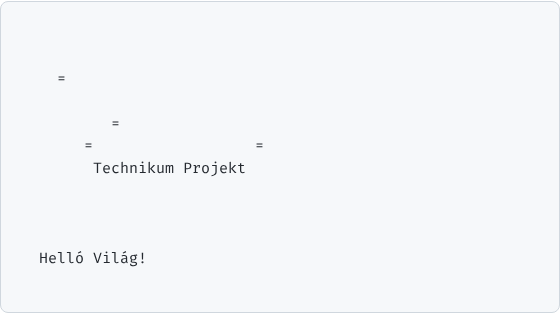 =
=
= =
Technikum Projekt
Helló Világ!